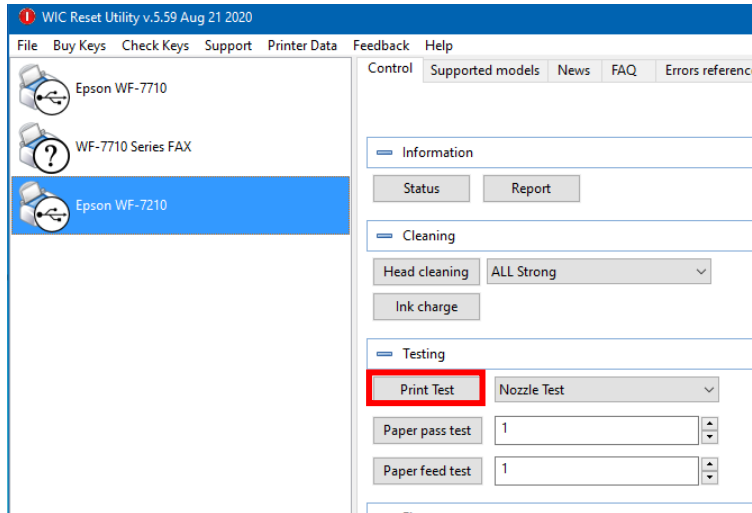 WIC Reset Utility v.5.59 Aug 21 2020
File Buy Keys Check Keys Support Printer Data Feedback Help
Epson WF-7710
WF-7710 Series FAX
Epson WF-7210
Control Supported models News FAQ Errors referenc
Information
Status Report
Cleaning
Head cleaning ALL Strong
Ink charge
Testing
Print Test Nozzle Test
Paper pass test 1
Paper feed test 1